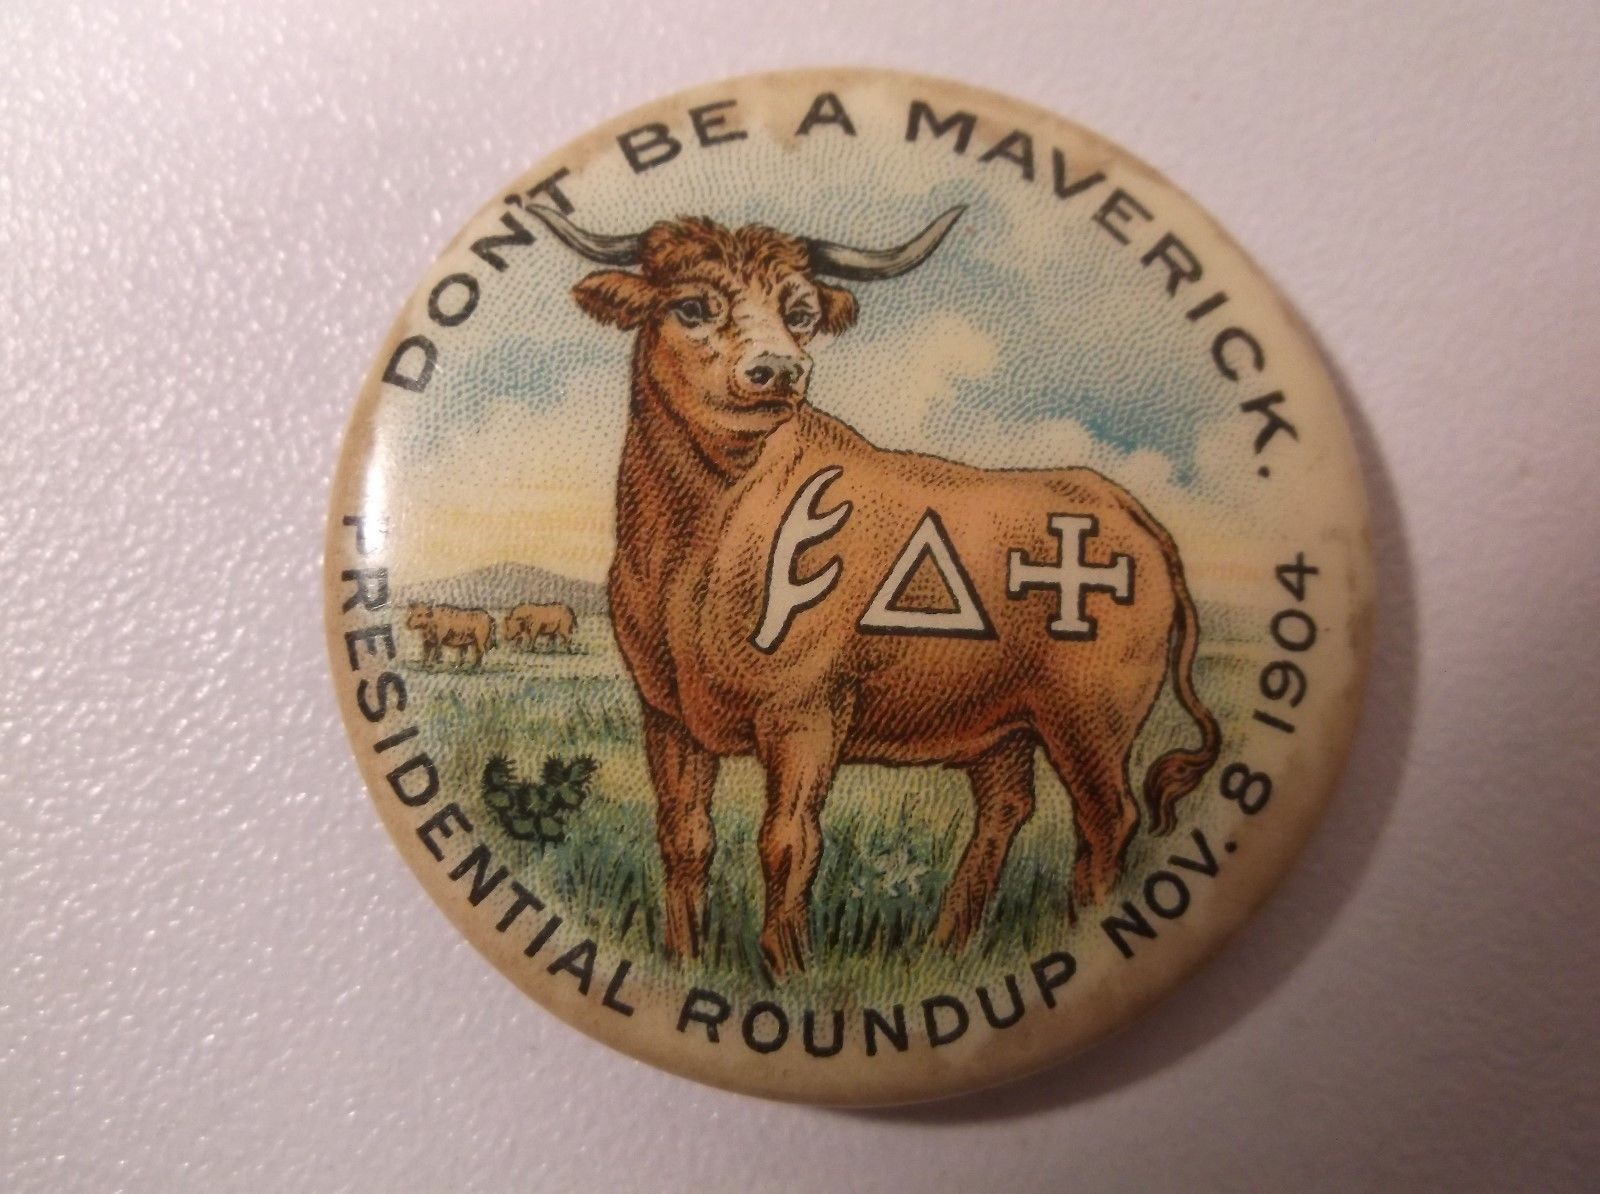 DON'T BE A MAVERICK.
PRESIDENTIAL ROUNDUP NOV. 8 1904